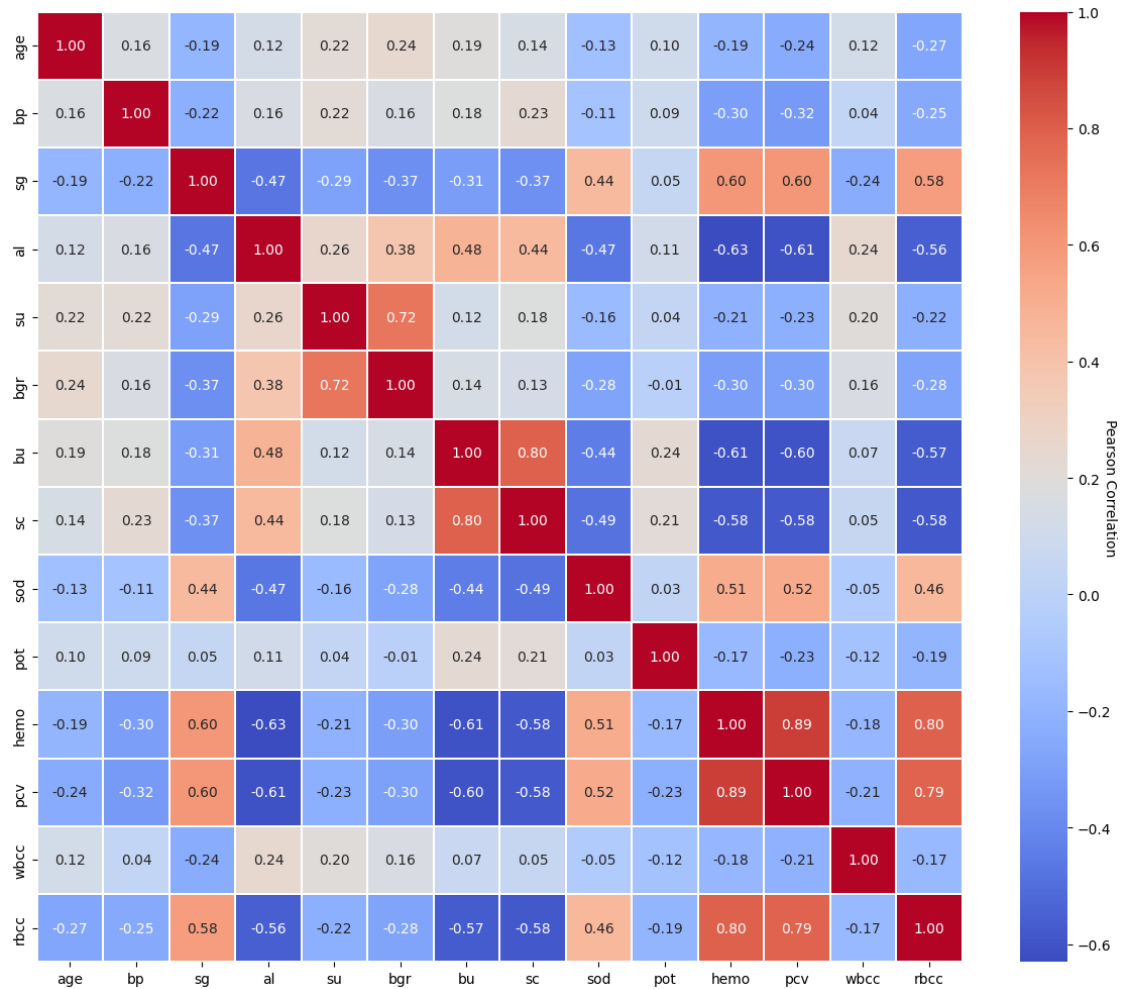 age 1.00 0.16 -0.19 0.12 0.22 0.24 0.19 0.14 -0.13 0.10 -0.19 -0.24 0.12 -0.27
bp 0.16 1.00 -0.22 0.16 0.22 0.16 0.18 0.23 -0.11 0.09 -0.30 -0.32 0.04 -0.25
sg -0.19 -0.22 1.00 -0.47 -0.29 -0.37 -0.31 -0.37 0.44 0.05 0.60 0.60 -0.24 0.58
al 0.12 0.16 -0.47 1.00 0.26 0.38 0.48 0.44 -0.47 0.11 -0.63 -0.61 0.24 -0.56
su 0.22 0.22 -0.29 0.26 1.00 0.72 0.12 0.18 -0.16 0.04 -0.21 -0.23 0.20 -0.22
bgr 0.24 0.16 -0.37 0.38 0.72 1.00 0.14 0.13 -0.28 -0.01 -0.30 -0.30 0.16 -0.28
bu 0.19 0.18 -0.31 0.48 0.12 0.14 1.00 0.80 -0.44 0.24 -0.61 -0.60 0.07 -0.57
sc 0.14 0.23 -0.37 0.44 0.18 0.13 0.80 1.00 -0.49 0.21 -0.58 -0.58 0.05 -0.58
sod -0.13 -0.11 0.44 -0.47 -0.16 -0.28 -0.44 -0.49 1.00 0.03 0.51 0.52 -0.05 0.46
pot 0.10 0.09 0.05 0.11 0.04 -0.01 0.24 0.21 0.03 1.00 -0.17 -0.23 -0.12 -0.19
hemo -0.19 -0.30 0.60 -0.63 -0.21 -0.30 -0.61 -0.58 0.51 -0.17 1.00 0.89 -0.18 0.80
pcv -0.24 -0.32 0.60 -0.61 -0.23 -0.30 -0.60 -0.58 0.52 -0.23 0.89 1.00 -0.21 0.79
wbcc 0.12 0.04 -0.24 0.24 0.20 0.16 0.07 0.05 -0.05 -0.12 -0.18 -0.21 1.00 -0.17
rbcc -0.27 -0.25 0.58 -0.56 -0.22 -0.28 -0.57 -0.58 0.46 -0.19 0.80 0.79 -0.17 1.00
age bp sg al su bgr bu sc sod pot hemo pcv wbcc rbcc
1.0
0.8
0.6
0.4
0.2
0.0
−0.2
−0.4
−0.6
Pearson Correlation